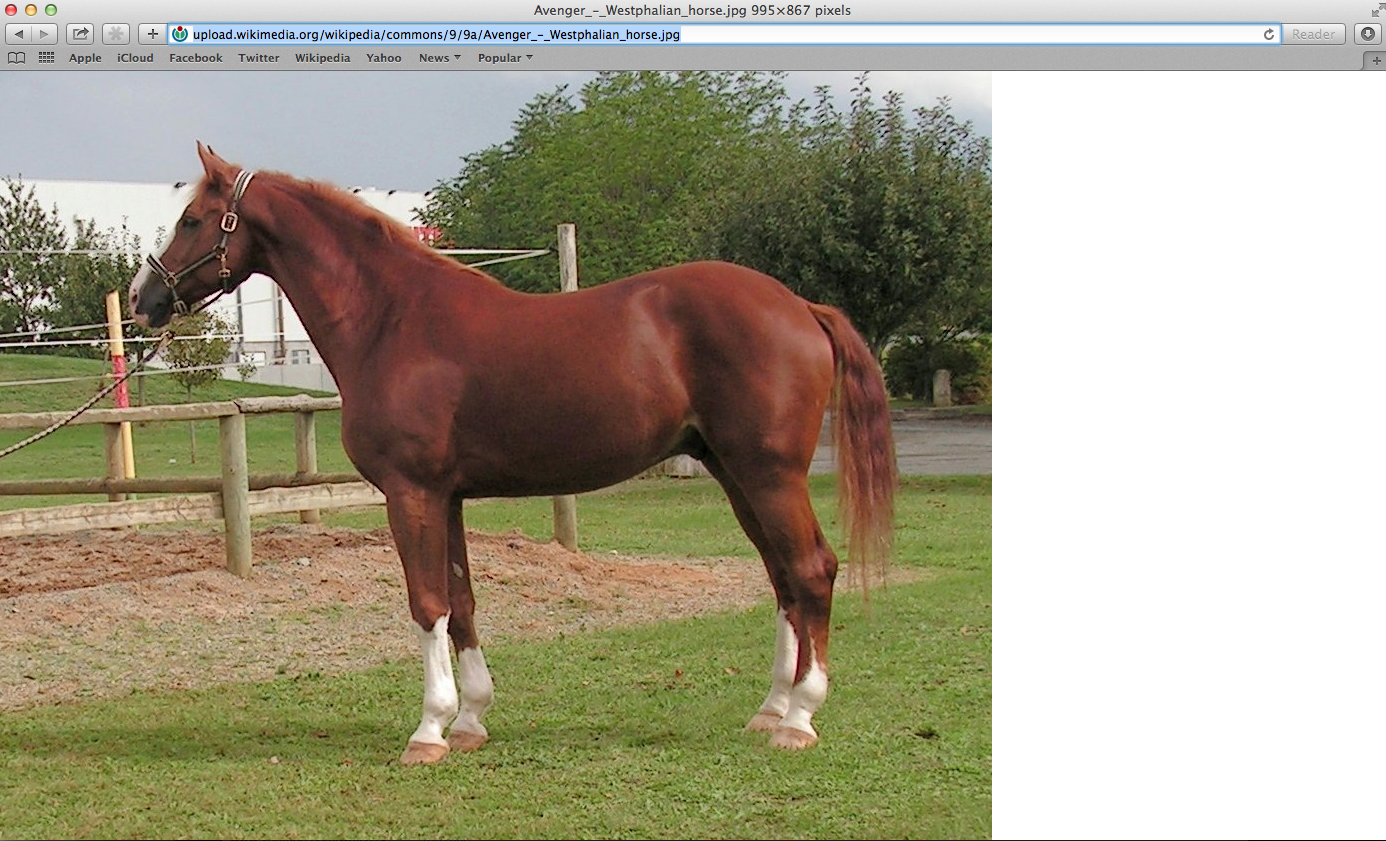 Avenger_-_Westphalian_horse.jpg 995×867 pixels
upload.wikimedia.org/wikipedia/commons/9/9a/Avenger_-_Westphalian_horse.jpg
Reader
Apple iCloud Facebook Twitter Wikipedia Yahoo News Popular